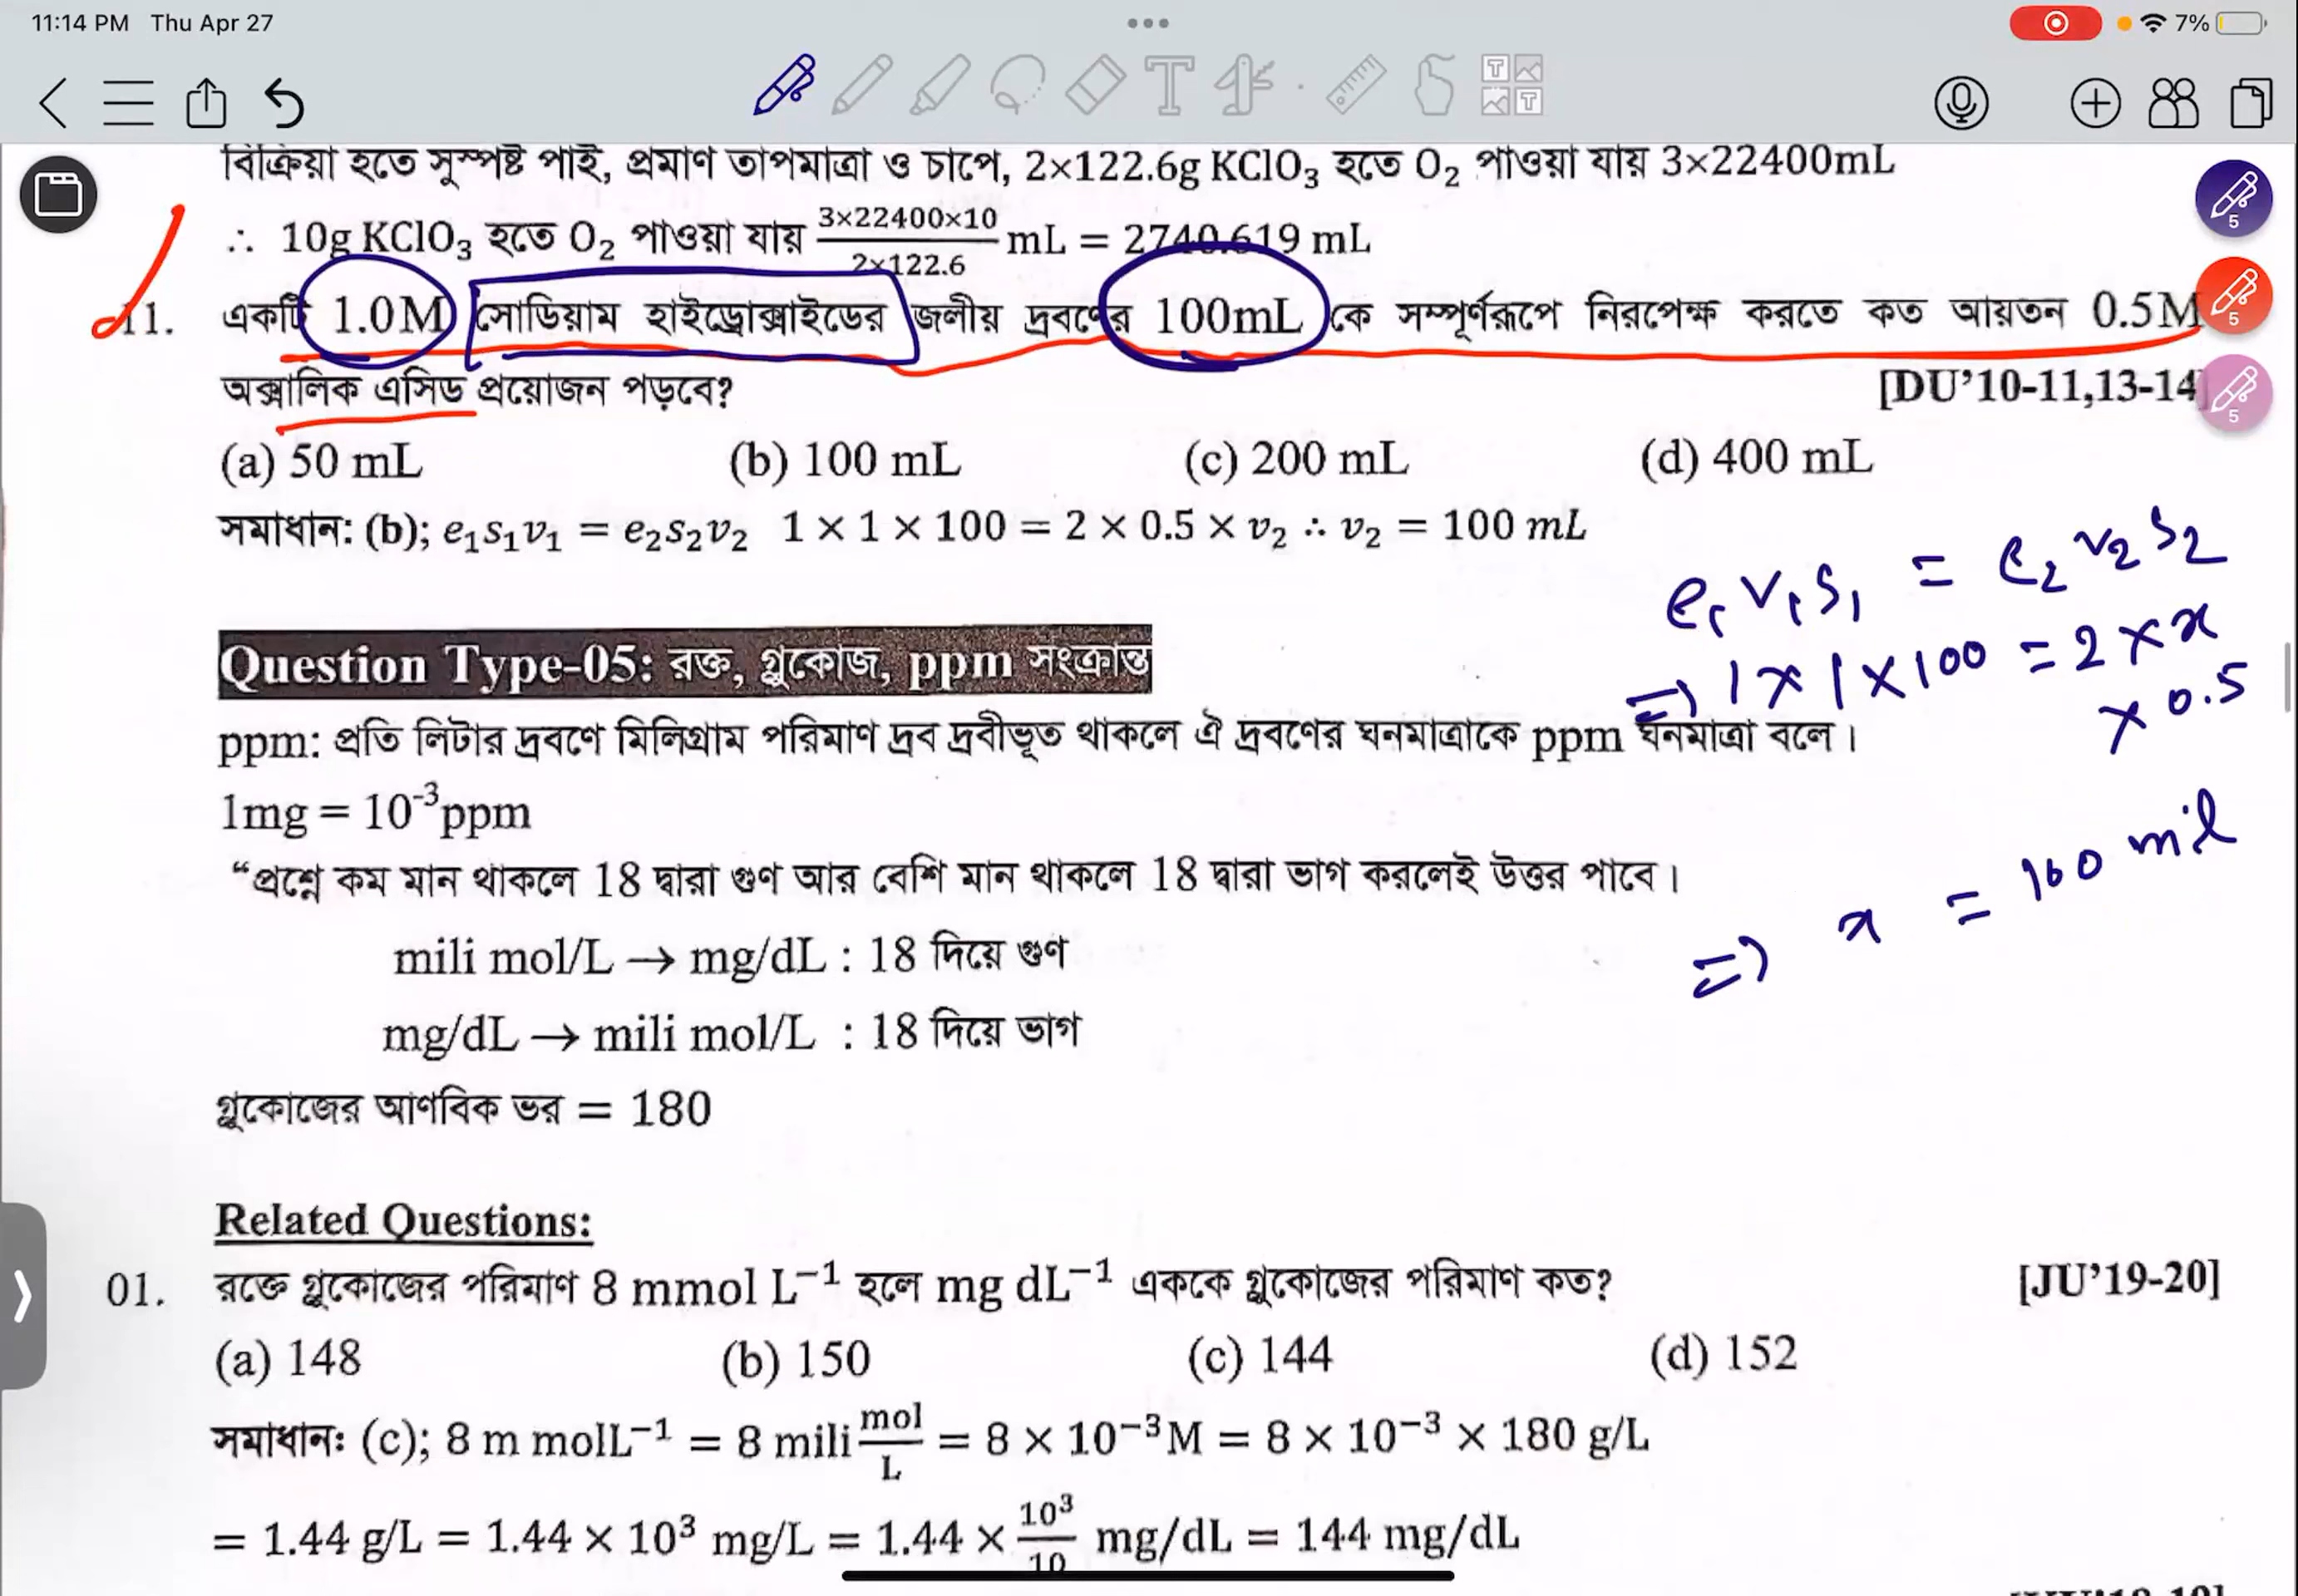 11:14 PM Thu Apr 27
7%
বিক্রিয়া হতে সুস্পষ্ট পাই, প্রমাণ তাপমাত্রা ও চাপে, 2×122.6g KClO₃ হতে O₂ পাওয়া যায় 3×22400mL
∴ 10g KClO₃ হতে O₂ পাওয়া যায় 3×22400×10/2×122.6 mL = 2740.619 mL
11. একটি 1.0M সোডিয়াম হাইড্রোক্সাইডের জলীয় দ্রবণের 100mL কে সম্পূর্ণরূপে নিরপেক্ষ করতে কত আয়তন 0.5M
অক্সালিক এসিড প্রয়োজন পড়বে? [DU’10-11,13-14]
(a) 50 mL (b) 100 mL (c) 200 mL (d) 400 mL
সমাধান: (b); e₁s₁v₁ = e₂s₂v₂ 1 × 1 × 100 = 2 × 0.5 × v₂ ∴ v₂ = 100 mL
e₁ v₁ s₁ = e₂ v₂ s₂
⇒ 1 × 1 × 100 = 2 × x
× 0.5
⇒ x = 100 mil
Question Type-05: রক্ত, গ্লুকোজ, ppm সংক্রান্ত
ppm: প্রতি লিটার দ্রবণে মিলিগ্রাম পরিমাণ দ্রব দ্রবীভূত থাকলে ঐ দ্রবণের ঘনমাত্রাকে ppm ঘনমাত্রা বলে।
1mg = 10⁻³ppm
“প্রশ্নে কম মান থাকলে 18 দ্বারা গুণ আর বেশি মান থাকলে 18 দ্বারা ভাগ করলেই উত্তর পাবে।
mili mol/L → mg/dL : 18 দিয়ে গুণ
mg/dL → mili mol/L : 18 দিয়ে ভাগ
গ্লুকোজের আণবিক ভর = 180
Related Questions:
01. রক্তে গ্লুকোজের পরিমাণ 8 mmol L⁻¹ হলে mg dL⁻¹ এককে গ্লুকোজের পরিমাণ কত? [JU’19-20]
(a) 148 (b) 150 (c) 144 (d) 152
সমাধানঃ (c); 8 m molL⁻¹ = 8 mili mol/L = 8 × 10⁻³M = 8 × 10⁻³ × 180 g/L
= 1.44 g/L = 1.44 × 10³ mg/L = 1.44 × 10³/10 mg/dL = 144 mg/dL